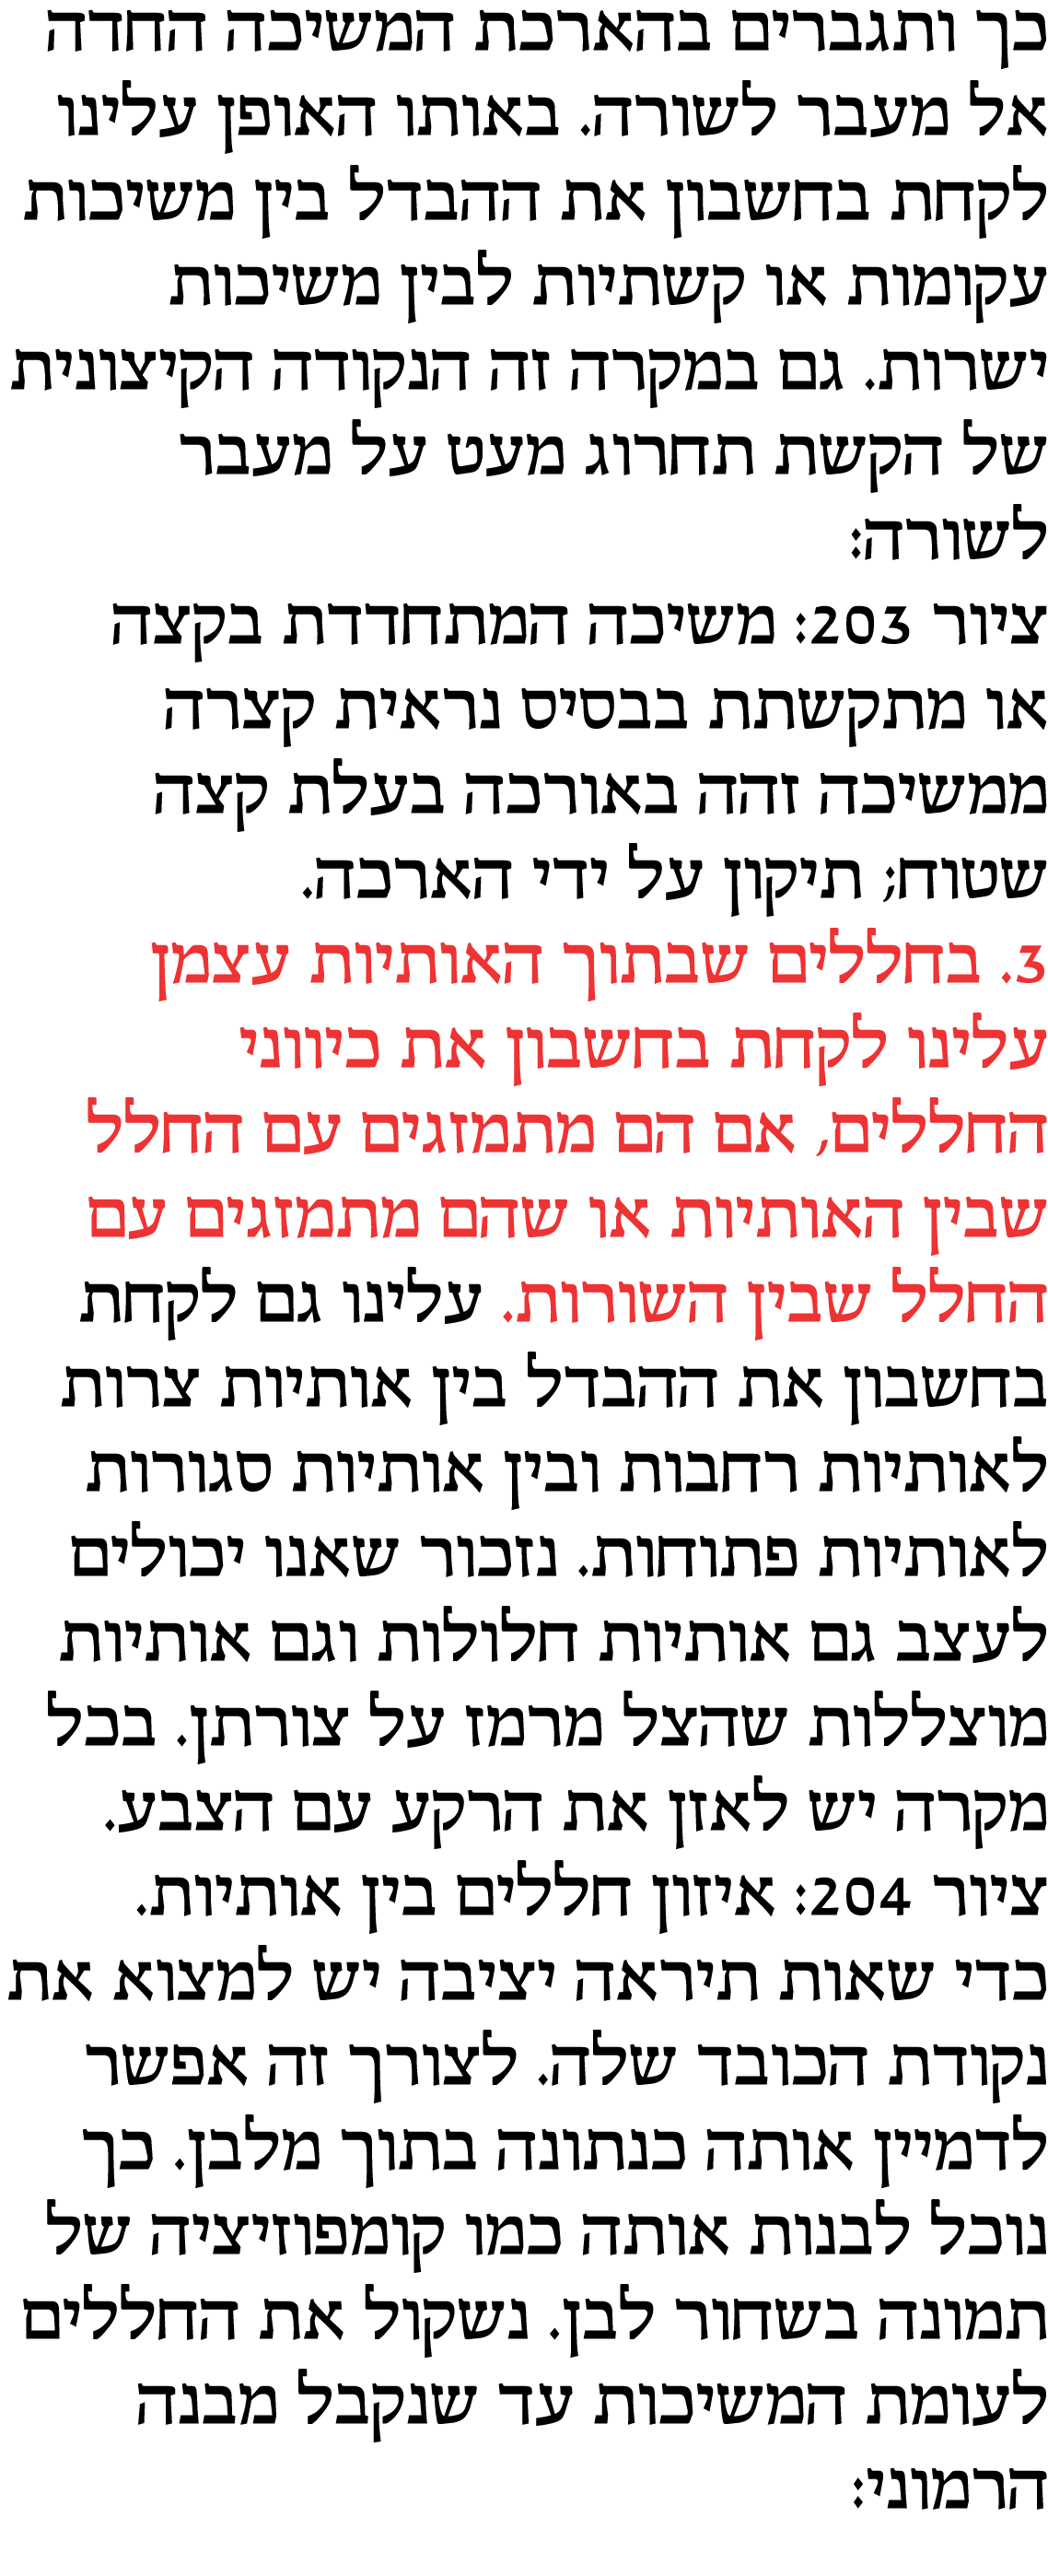 כך ותגברים בהארכת המשיכה החדה
אל מעבר לשורה. באותו האופן עלינו
לקחת בחשבון את ההבדל בין משיכות
עקומות או קשתיות לבין משיכות
ישרות. גם במקרה זה הנקודה הקיצונית
של הקשת תחרוג מעט על מעבר
לשורה:
ציור 203: משיכה המתחדדת בקצה
או מתקשתת בבסיס נראית קצרה
ממשיכה זהה באורכה בעלת קצה
שטוח; תיקון על ידי הארכה.
3. בחללים שבתוך האותיות עצמן
עלינו לקחת בחשבון את כיווני
החללים, אם הם מתמזגים עם החלל
שבין האותיות או שהם מתמזגים עם
החלל שבין השורות. עלינו גם לקחת
בחשבון את ההבדל בין אותיות צרות
לאותיות רחבות ובין אותיות סגורות
לאותיות פתוחות. נזכור שאנו יכולים
לעצב גם אותיות חלולות וגם אותיות
מוצללות שהצל מרמז על צורתן. בכל
מקרה יש לאזן את הרקע עם הצבע.
ציור 204: איזון חללים בין אותיות.
כדי שאות תיראה יציבה יש למצוא את
נקודת הכובד שלה. לצורך זה אפשר
לדמיין אותה כנתונה בתוך מלבן. כך
נוכל לבנות אותה כמו קומפוזיציה של
תמונה בשחור לבן. נשקול את החללים
לעומת המשיכות עד שנקבל מבנה
הרמוני: